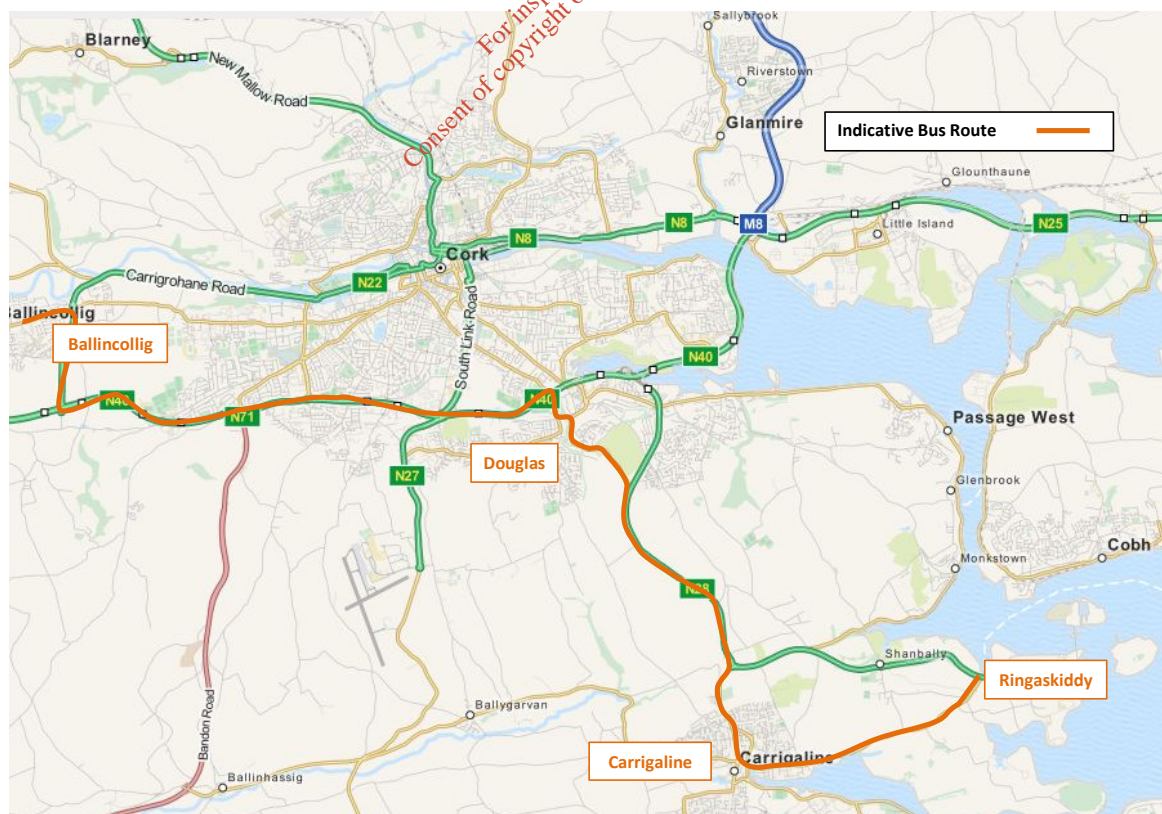 For insp
Consent of copyright o
Sallybrook
Blarney
New Mallow Road
Riverstown
Glanmire
Indicative Bus Route
Glounthaune
N8
N8
M8
Little Island
N25
Cork
Carrigrohane Road
N22
Ballincollig
Ballincollig
South Link Road
N40
N40
N40
N71
Passage West
Douglas
N27
Glenbrook
Cobh
Monkstown
N28
Shanbally
Ringaskiddy
Ballygarvan
Bandon Road
Carrigaline
Carrigaline
Ballinhassig